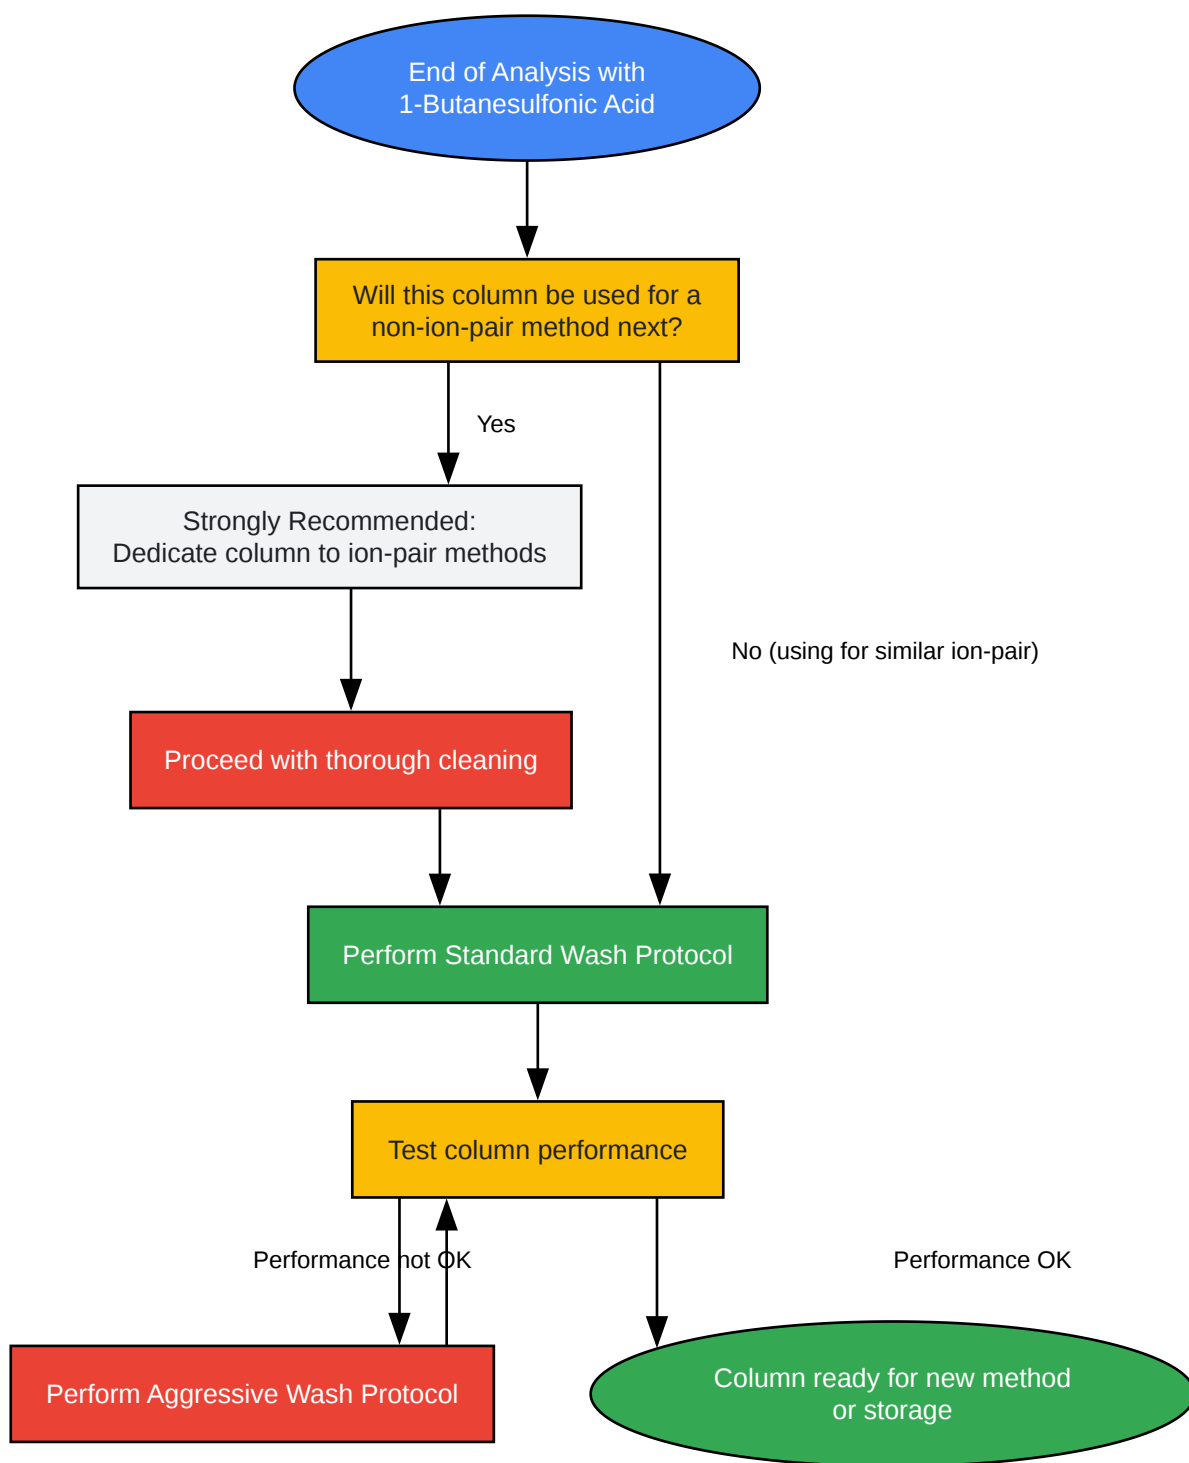 End of Analysis with
1-Butanesulfonic Acid
Will this column be used for a
non-ion-pair method next?
Yes
Strongly Recommended:
Dedicate column to ion-pair methods
No (using for similar ion-pair)
Proceed with thorough cleaning
Perform Standard Wash Protocol
Test column performance
Performance not OK
Performance OK
Perform Aggressive Wash Protocol
Column ready for new method
or storage